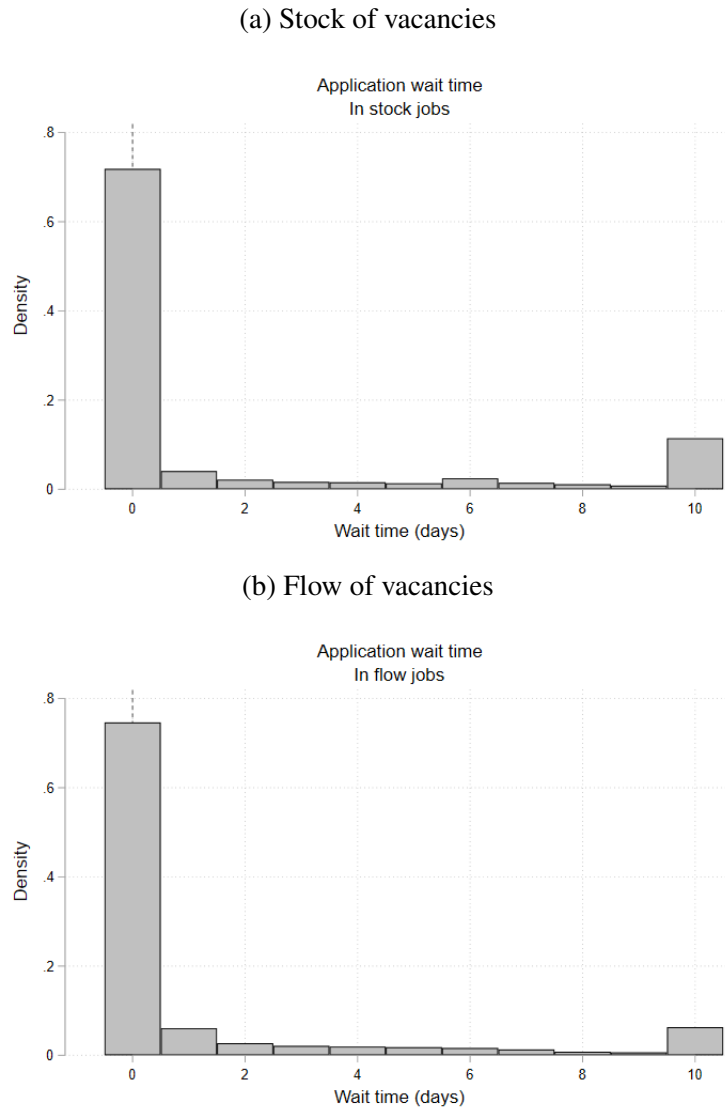 (a) Stock of vacancies
Application wait time
In stock jobs
.8
.6
.4
.2
0
Density
0 2 4 6 8 10
Wait time (days)
(b) Flow of vacancies
Application wait time
In flow jobs
.8
.6
.4
.2
0
Density
0 2 4 6 8 10
Wait time (days)